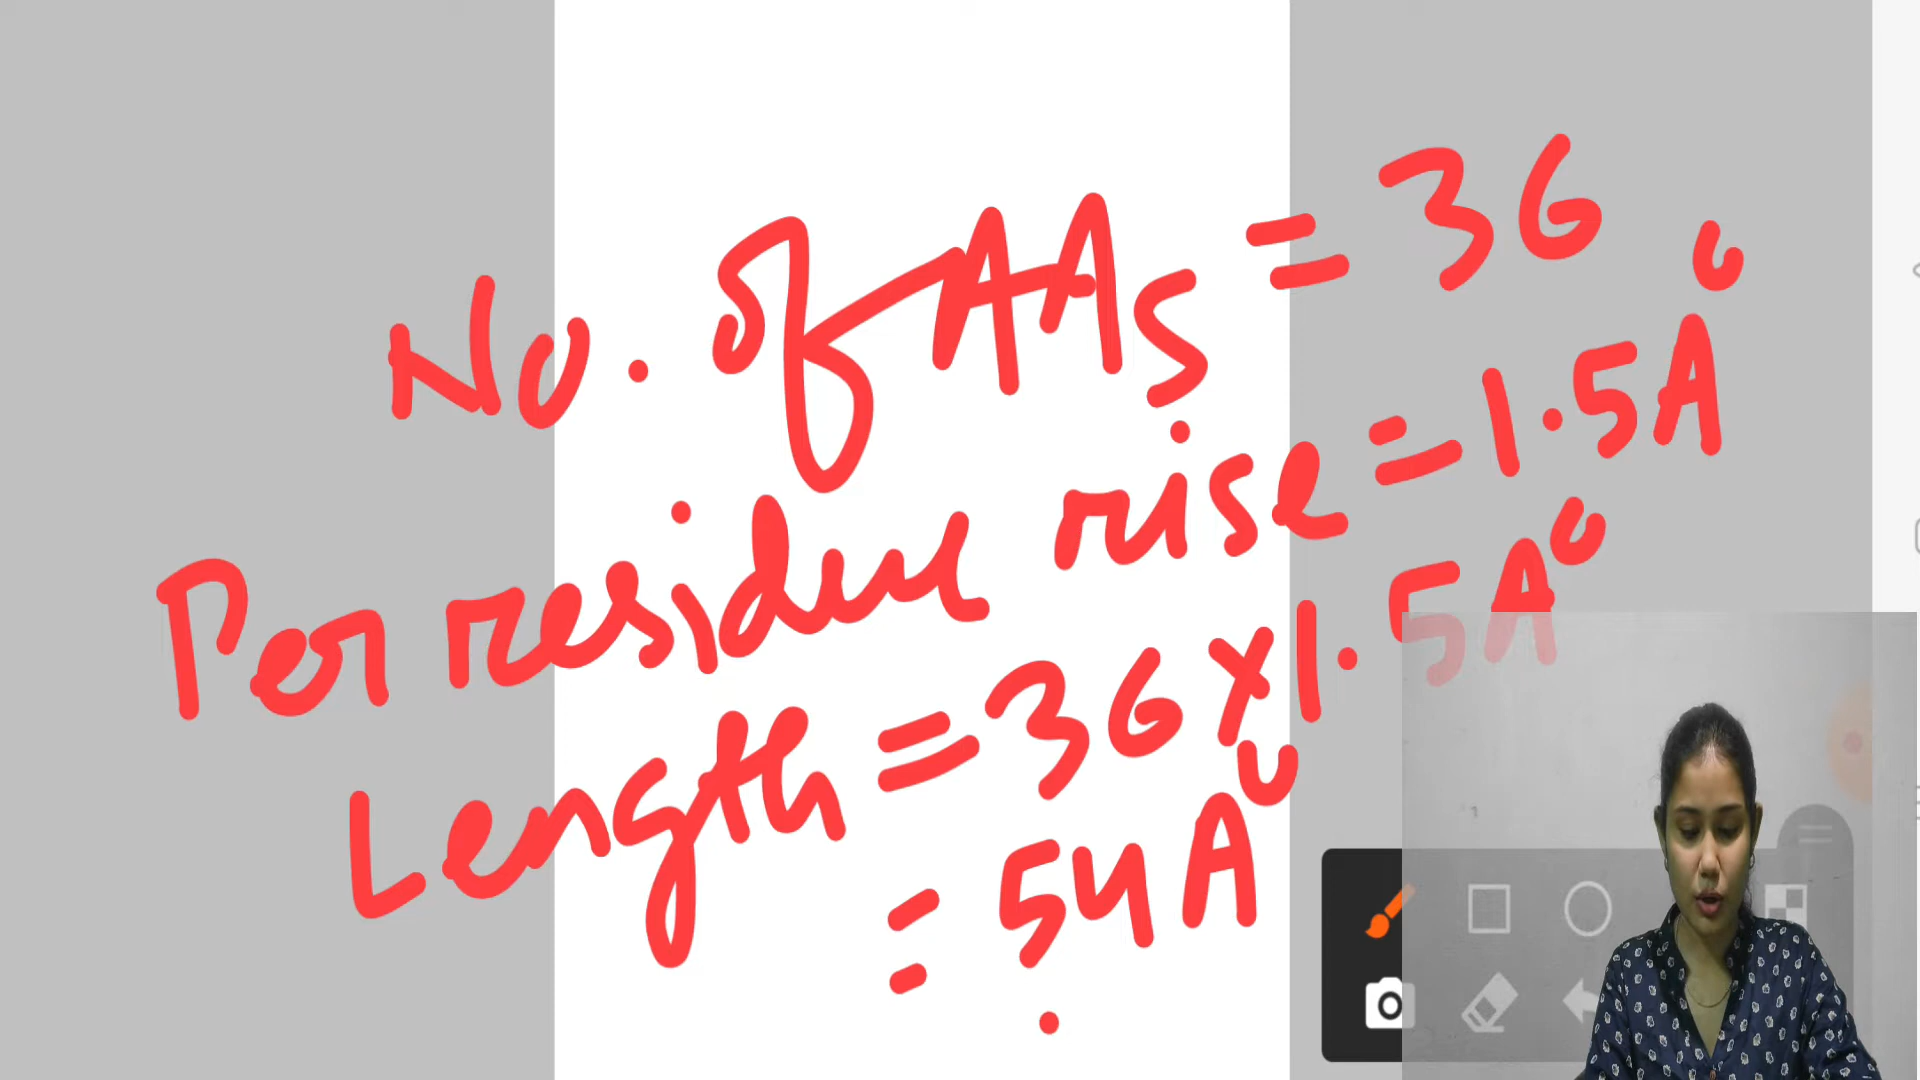 No. of AAs = 36
Per residue rise = 1.5A°
Length = 36 x 1.5A°
= 54A°